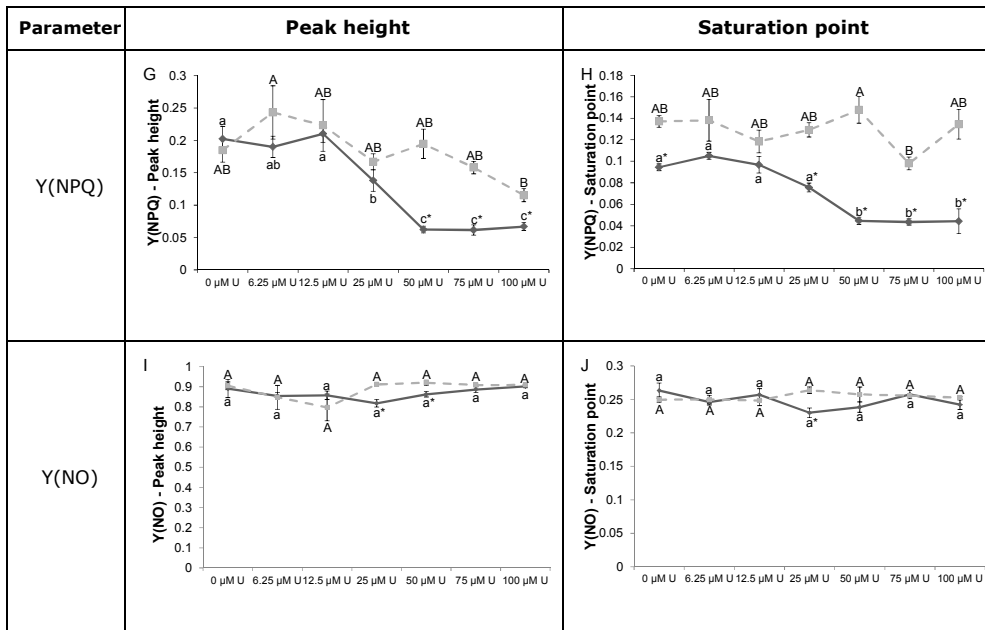 Parameter Peak height Saturation point
Y(NPQ)
G
Y(NPQ) - Peak height
0.3
0.25
0.2
0.15
0.1
0.05
0
a A AB AB AB AB B
AB ab a b c* c* c*
0 µM U 6.25 µM U 12.5 µM U 25 µM U 50 µM U 75 µM U 100 µM U
H
Y(NPQ) - Saturation point
0.18
0.16
0.14
0.12
0.10
0.08
0.06
0.04
0.02
0
AB AB AB AB A B AB
a* a a a* b* b* b*
0 µM U 6.25 µM U 12.5 µM U 25 µM U 50 µM U 75 µM U 100 µM U
Y(NO)
I
Y(NO) - Peak height
1
0.9
0.8
0.7
0.6
0.5
0.4
0.3
0.2
0.1
0
A A a A A A A
a a A a* a* a a
0 µM U 6.25 µM U 12.5 µM U 25 µM U 50 µM U 75 µM U 100 µM U
J
Y(NO) - Saturation point
0.3
0.25
0.2
0.15
0.1
0.05
0
a a a A A A A
A A A a* a a a
0 µM U 6.25 µM U 12.5 µM U 25 µM U 50 µM U 75 µM U 100 µM U